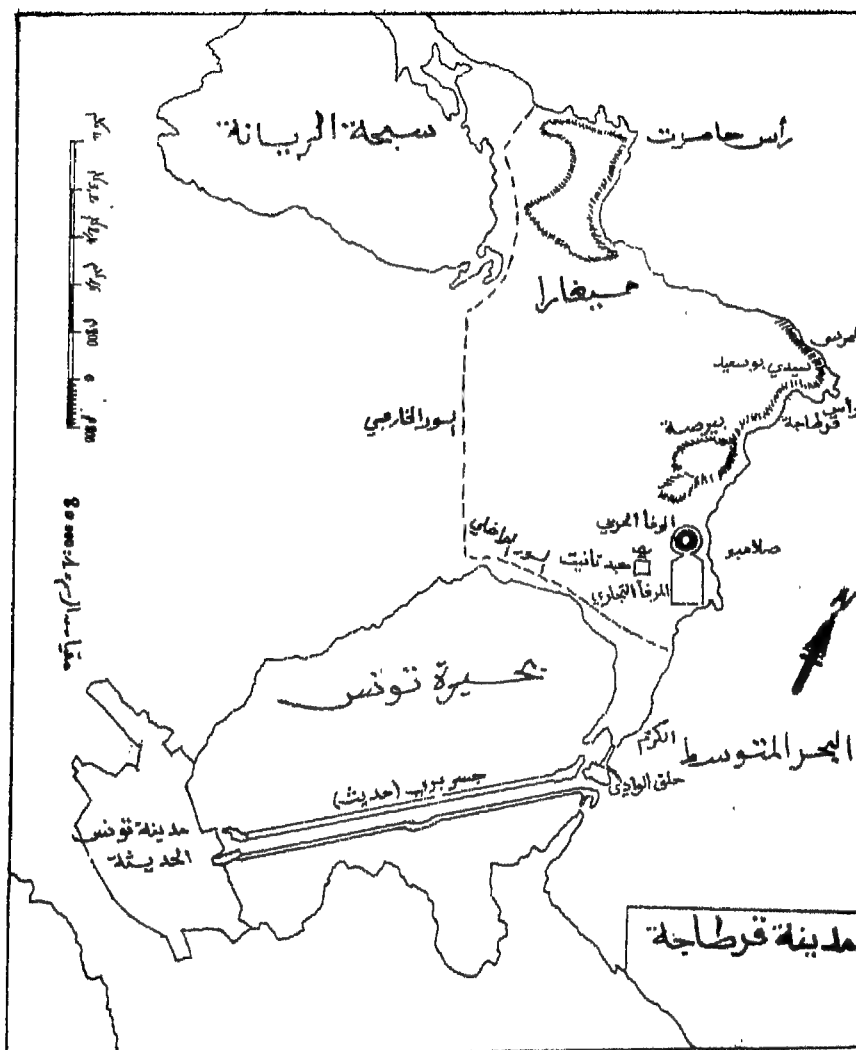 سبخة الريانة
رأس حامرت
ميغارا
المرسى
سيدي بوسعيد
رأس
قرطاجة
بيرصة
السور الخارجي
السور الداخلي
المرفأ الحربي
صلامبو
معبد تانيت
المرفأ التجاري
N
بحيرة تونس
الكرم
البحر المتوسط
حلق الوادي
جسر بري (حديث)
مدينة تونس
الحديثة
مدينة قرطاجة